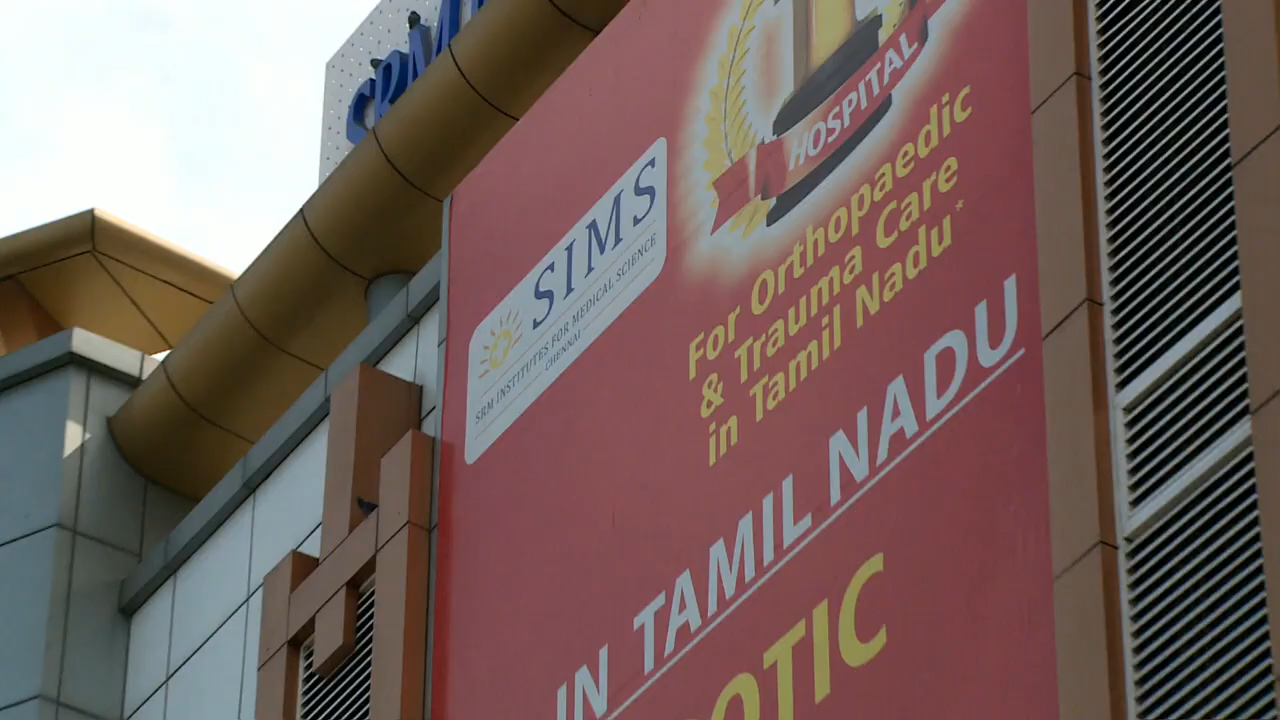 SIMS
SRM INSTITUTES FOR MEDICAL SCIENCE
CHENNAI
HOSPITAL
For Orthopaedic
& Trauma Care
in Tamil Nadu*
IN TAMIL NADU